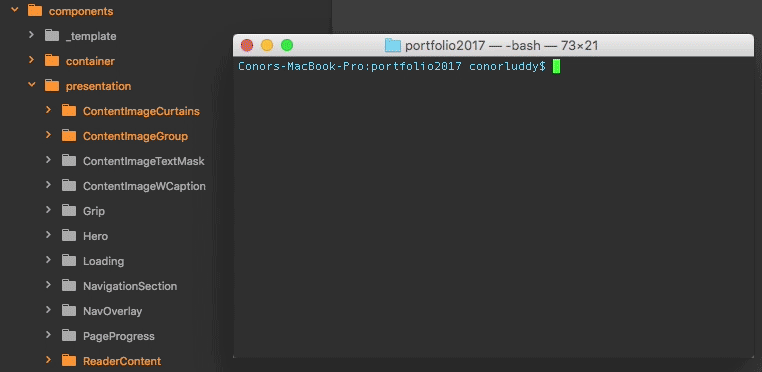 components
_template
container
presentation
ContentImageCurtains
ContentImageGroup
ContentImageTextMask
ContentImageWCaption
Grip
Hero
Loading
NavigationSection
NavOverlay
PageProgress
ReaderContent
portfolio2017 — -bash — 73×21
Conors-MacBook-Pro:portfolio2017 conorluddy$